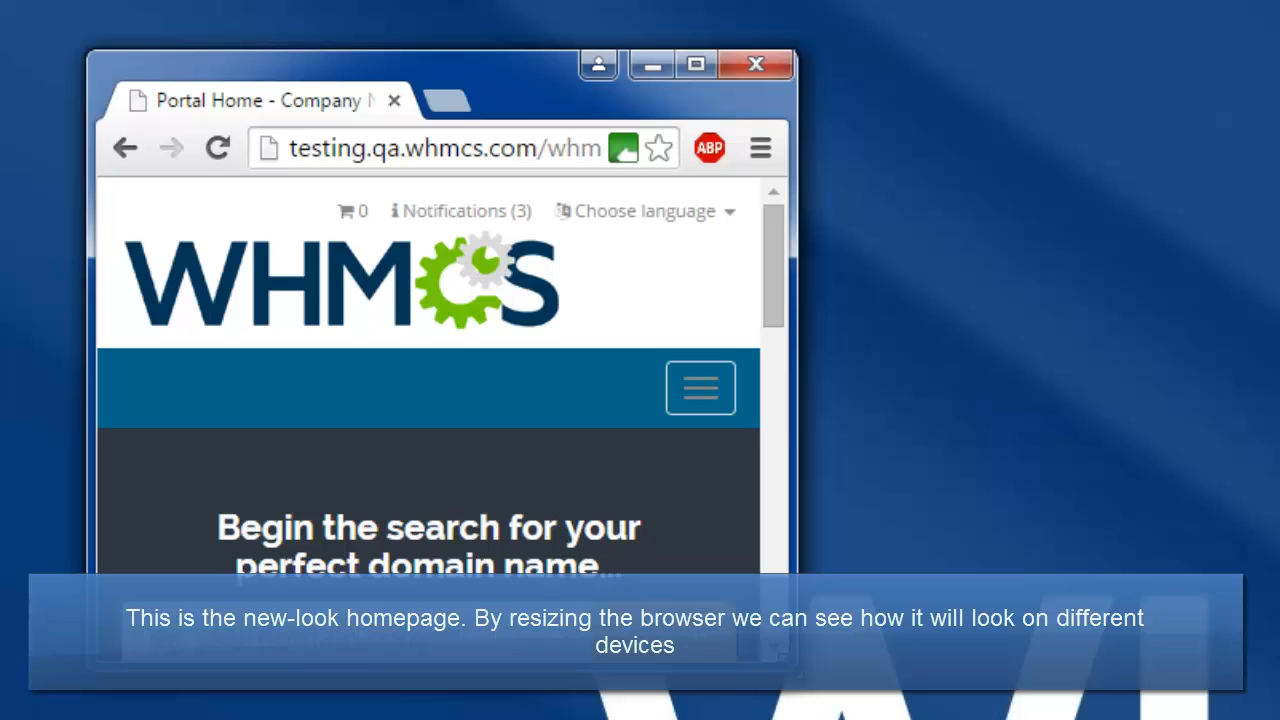 Portal Home - Company
testing.qa.whmcs.com/whm
ABP
0 Notifications (3) Choose language
WHMCS
Begin the search for your
perfect domain name...
This is the new-look homepage. By resizing the browser we can see how it will look on different
devices